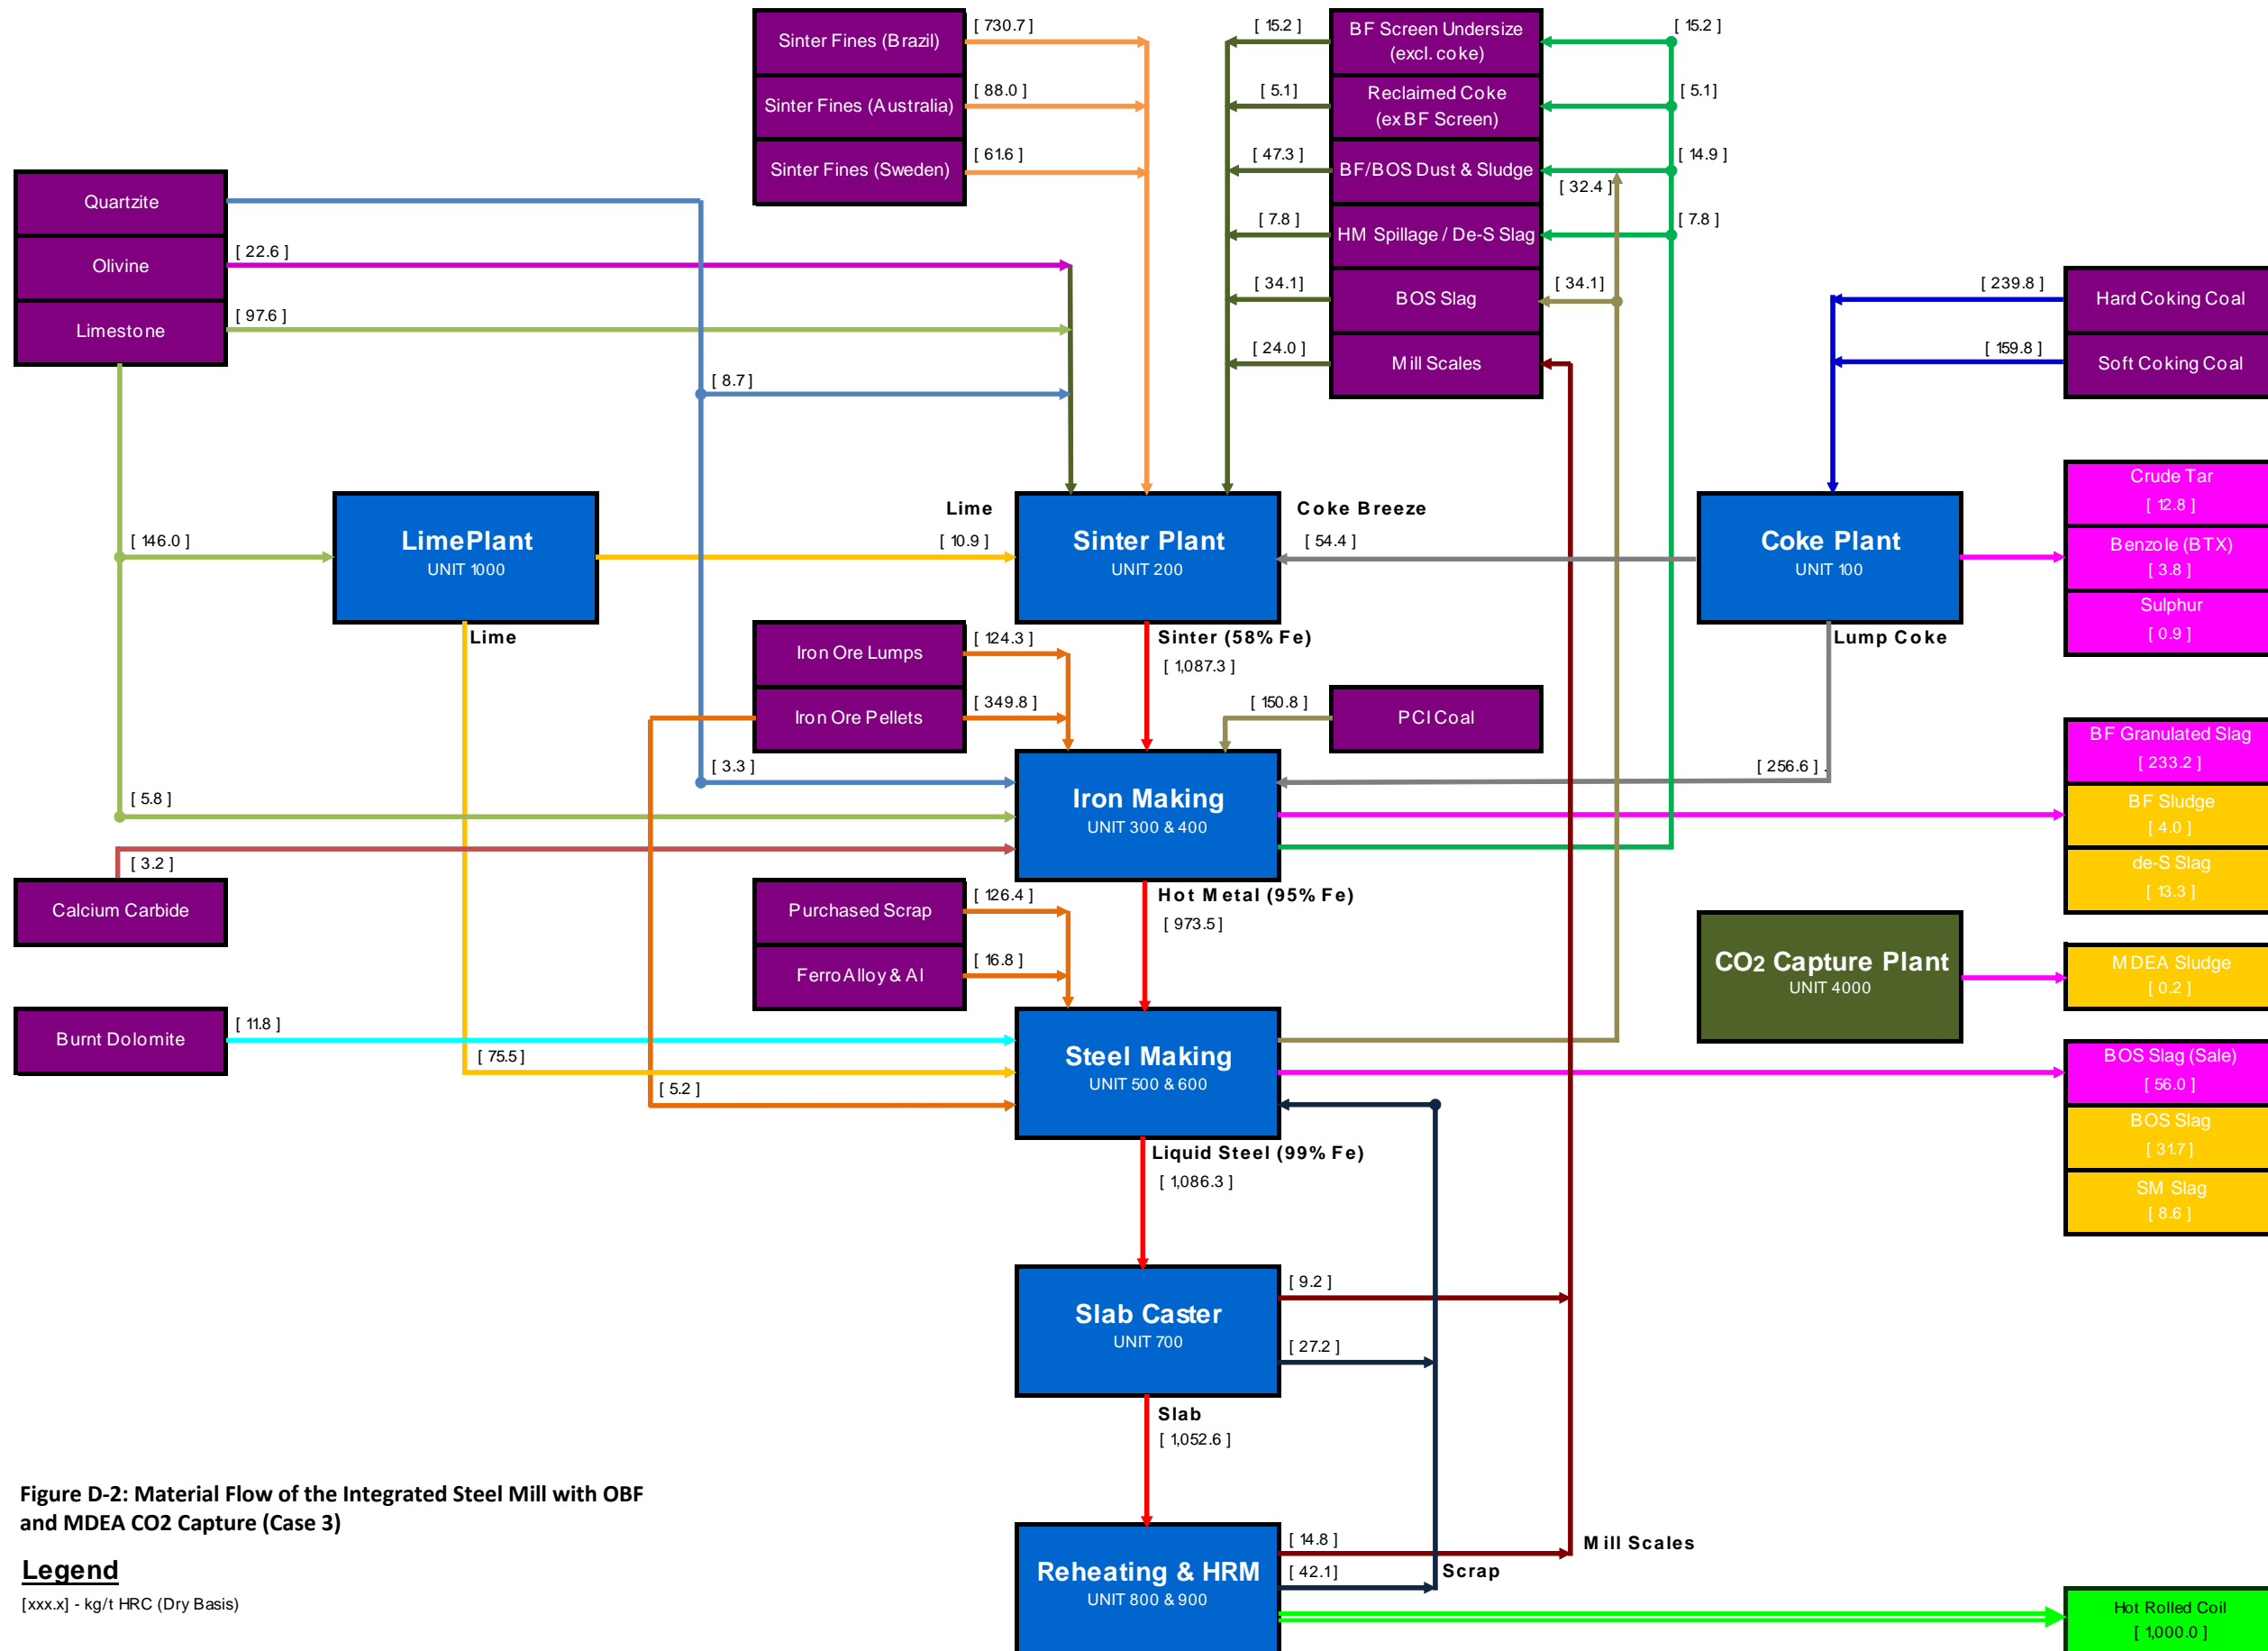 Sinter Fines (Brazil)
[ 730.7 ]
Sinter Fines (Australia)
[ 88.0 ]
Sinter Fines (Sweden)
[ 61.6 ]
[ 15.2 ]
BF Screen Undersize
(excl. coke)
[ 15.2 ]
[ 5.1 ]
Reclaimed Coke
(ex BF Screen)
[ 5.1]
[ 47.3 ]
BF/BOS Dust & Sludge
[ 14.9 ]
[ 32.4 ]
[ 7.8 ]
HM Spillage / De-S Slag
[ 7.8 ]
[ 34.1]
BOS Slag
[ 34.1]
[ 24.0 ]
Mill Scales
Quartzite
Olivine
[ 22.6 ]
Limestone
[ 97.6 ]
[ 8.7 ]
[ 239.8 ]
Hard Coking Coal
[ 159.8 ]
Soft Coking Coal
[ 146.0 ]
LimePlant
UNIT 1000
Lime
[ 10.9 ]
Sinter Plant
UNIT 200
Coke Breeze
[ 54.4 ]
Coke Plant
UNIT 100
Crude Tar
[ 12.8 ]
Benzole (BTX)
[ 3.8 ]
Sulphur
[ 0.9 ]
Lime
Sinter (58% Fe)
[ 1,087.3 ]
Lump Coke
Iron Ore Lumps
[ 124.3 ]
Iron Ore Pellets
[ 349.8 ]
[ 150.8 ]
PCI Coal
[ 3.3 ]
[ 5.8 ]
[ 3.2 ]
Iron Making
UNIT 300 & 400
[ 256.6 ] .
BF Granulated Slag
[ 233.2 ]
BF Sludge
[ 4.0 ]
de-S Slag
[ 13.3 ]
Calcium Carbide
Hot Metal (95% Fe)
[ 973.5 ]
Purchased Scrap
[ 126.4 ]
Ferro Alloy & Al
[ 16.8 ]
CO2 Capture Plant
UNIT 4000
MDEA Sludge
[ 0.2 ]
Burnt Dolomite
[ 11.8 ]
[ 75.5 ]
[ 5.2 ]
Steel Making
UNIT 500 & 600
BOS Slag (Sale)
[ 56.0 ]
BOS Slag
[ 31.7 ]
SM Slag
[ 8.6 ]
Liquid Steel (99% Fe)
[ 1,086.3 ]
Slab Caster
UNIT 700
[ 9.2 ]
[ 27.2 ]
Slab
[ 1,052.6 ]
Reheating & HRM
UNIT 800 & 900
[ 14.8 ]
Mill Scales
[ 42.1]
Scrap
Hot Rolled Coil
[ 1,000.0 ]
Figure D-2: Material Flow of the Integrated Steel Mill with OBF
and MDEA CO2 Capture (Case 3)
Legend
[xxx.x] - kg/t HRC (Dry Basis)